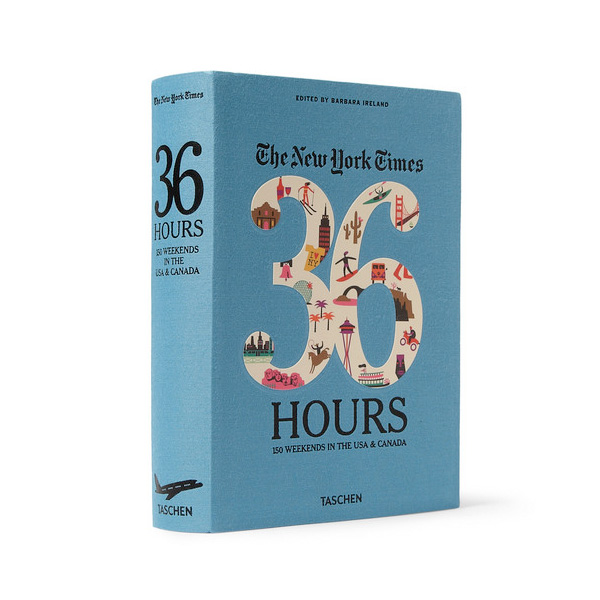 The New York Times
36
HOURS
150 WEEKENDS
IN THE
USA & CANADA
TASCHEN
EDITED BY BARBARA IRELAND
The New York Times
36
I ♥
NY
HOURS
150 WEEKENDS IN THE USA & CANADA
TASCHEN